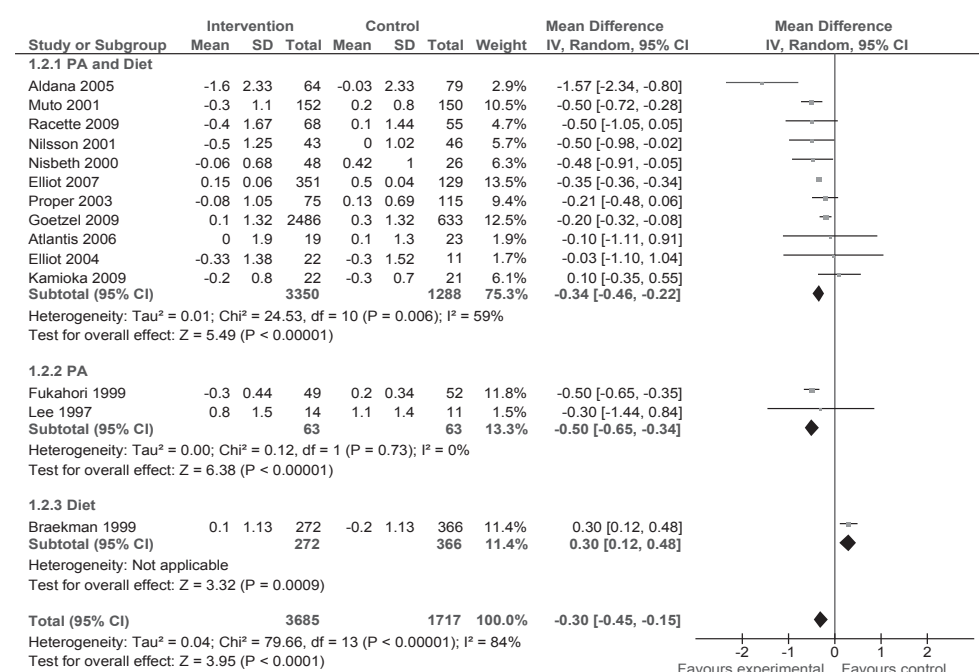 Intervention Control Mean Difference Mean Difference
Study or Subgroup Mean SD Total Mean SD Total Weight IV, Random, 95% CI IV, Random, 95% CI
1.2.1 PA and Diet
Aldana 2005 -1.6 2.33 64 -0.03 2.33 79 2.9% -1.57 [-2.34, -0.80]
Muto 2001 -0.3 1.1 152 0.2 0.8 150 10.5% -0.50 [-0.72, -0.28]
Racette 2009 -0.4 1.67 68 0.1 1.44 55 4.7% -0.50 [-1.05, 0.05]
Nilsson 2001 -0.5 1.25 43 0 1.02 46 5.7% -0.50 [-0.98, -0.02]
Nisbeth 2000 -0.06 0.68 48 0.42 1 26 6.3% -0.48 [-0.91, -0.05]
Elliot 2007 0.15 0.06 351 0.5 0.04 129 13.5% -0.35 [-0.36, -0.34]
Proper 2003 -0.08 1.05 75 0.13 0.69 115 9.4% -0.21 [-0.48, 0.06]
Goetzel 2009 0.1 1.32 2486 0.3 1.32 633 12.5% -0.20 [-0.32, -0.08]
Atlantis 2006 0 1.9 19 0.1 1.3 23 1.9% -0.10 [-1.11, 0.91]
Elliot 2004 -0.33 1.38 22 -0.3 1.52 11 1.7% -0.03 [-1.10, 1.04]
Kamioka 2009 -0.2 0.8 22 -0.3 0.7 21 6.1% 0.10 [-0.35, 0.55]
Subtotal (95% CI) 3350 1288 75.3% -0.34 [-0.46, -0.22]
Heterogeneity: Tau² = 0.01; Chi² = 24.53, df = 10 (P = 0.006); I² = 59%
Test for overall effect: Z = 5.49 (P < 0.00001)
1.2.2 PA
Fukahori 1999 -0.3 0.44 49 0.2 0.34 52 11.8% -0.50 [-0.65, -0.35]
Lee 1997 0.8 1.5 14 1.1 1.4 11 1.5% -0.30 [-1.44, 0.84]
Subtotal (95% CI) 63 63 13.3% -0.50 [-0.65, -0.34]
Heterogeneity: Tau² = 0.00; Chi² = 0.12, df = 1 (P = 0.73); I² = 0%
Test for overall effect: Z = 6.38 (P < 0.00001)
1.2.3 Diet
Braekman 1999 0.1 1.13 272 -0.2 1.13 366 11.4% 0.30 [0.12, 0.48]
Subtotal (95% CI) 272 366 11.4% 0.30 [0.12, 0.48]
Heterogeneity: Not applicable
Test for overall effect: Z = 3.32 (P = 0.0009)
Total (95% CI) 3685 1717 100.0% -0.30 [-0.45, -0.15]
Heterogeneity: Tau² = 0.04; Chi² = 79.66, df = 13 (P < 0.00001); I² = 84%
Test for overall effect: Z = 3.95 (P < 0.0001)
-2 -1 0 1 2
Favours experimental Favours control